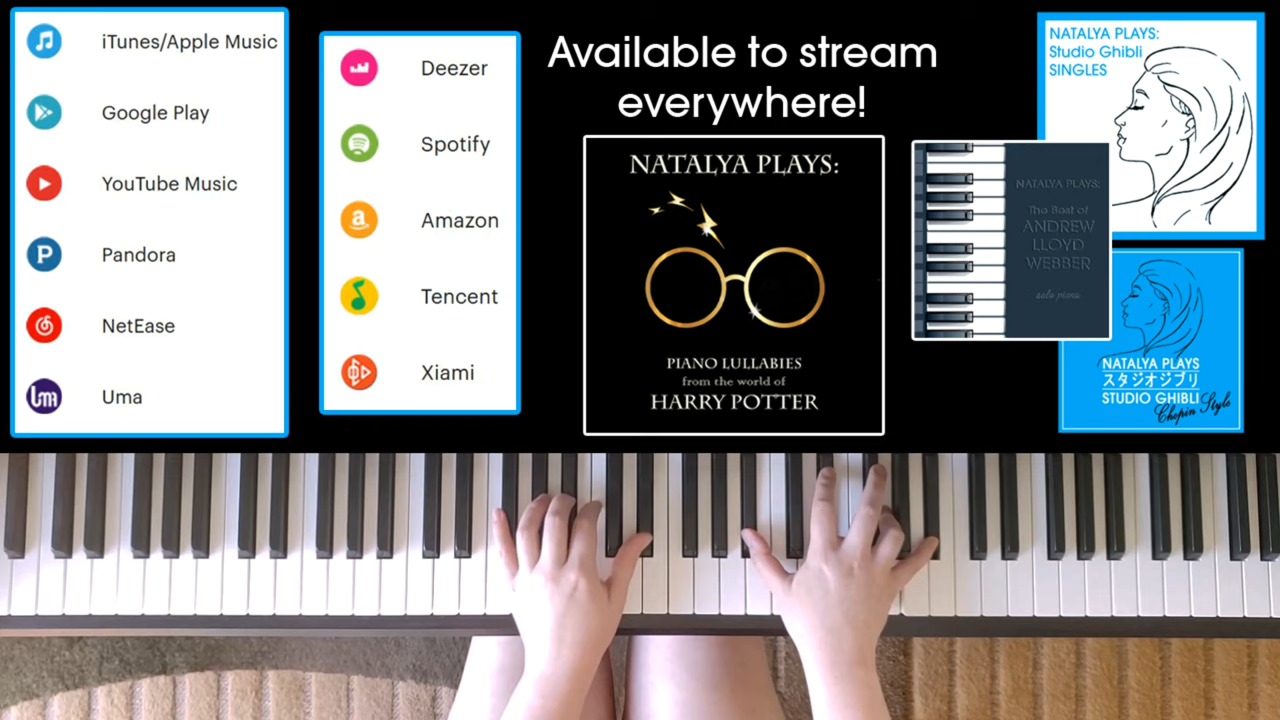 iTunes/Apple Music
Google Play
YouTube Music
Pandora
NetEase
Uma
Deezer
Spotify
Amazon
Tencent
Xiami
Available to stream
everywhere!
NATALYA PLAYS:
PIANO LULLABIES
from the world of
HARRY POTTER
NATALYA PLAYS:
The Best of
ANDREW
LLOYD
WEBBER
solo piano
NATALYA PLAYS:
Studio Ghibli
SINGLES
NATALYA PLAYS
スタジオジブリ
STUDIO GHIBLI
Chopin Style